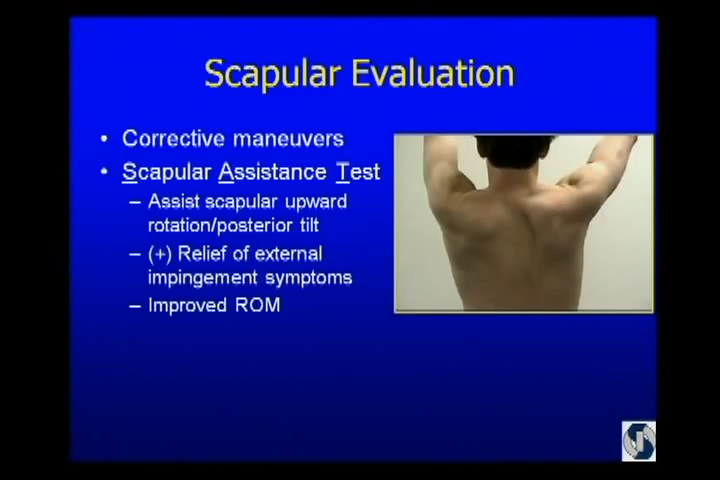 Scapular Evaluation
• Corrective maneuvers
• Scapular Assistance Test
– Assist scapular upward
rotation/posterior tilt
– (+) Relief of external
impingement symptoms
– Improved ROM